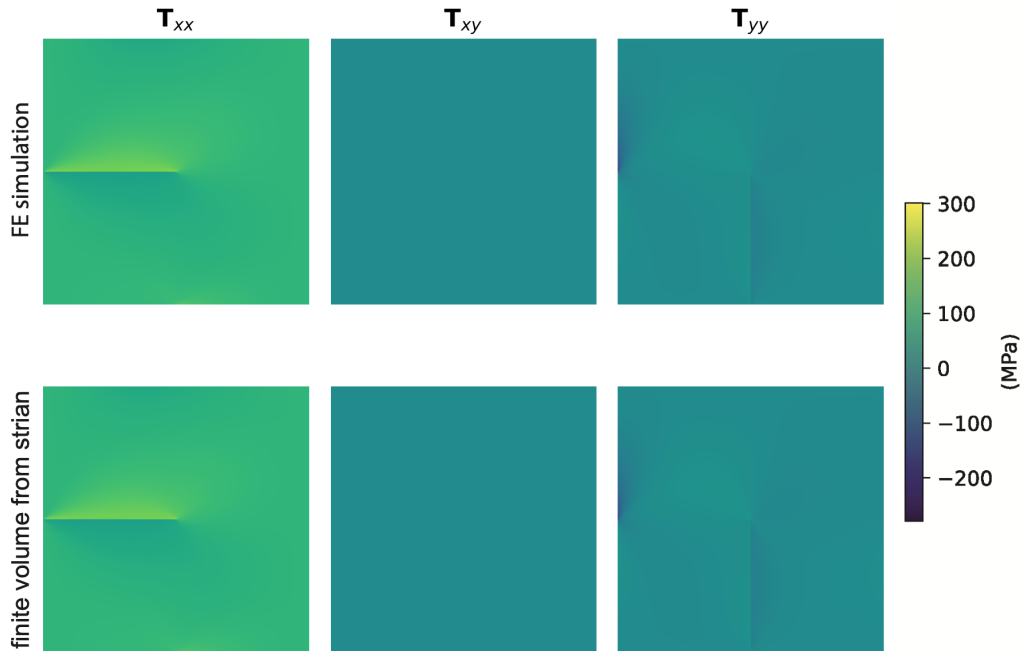 T_xx
T_xy
T_yy
FE simulation
finite volume from strian
300
200
100
0
−100
−200
(MPa)